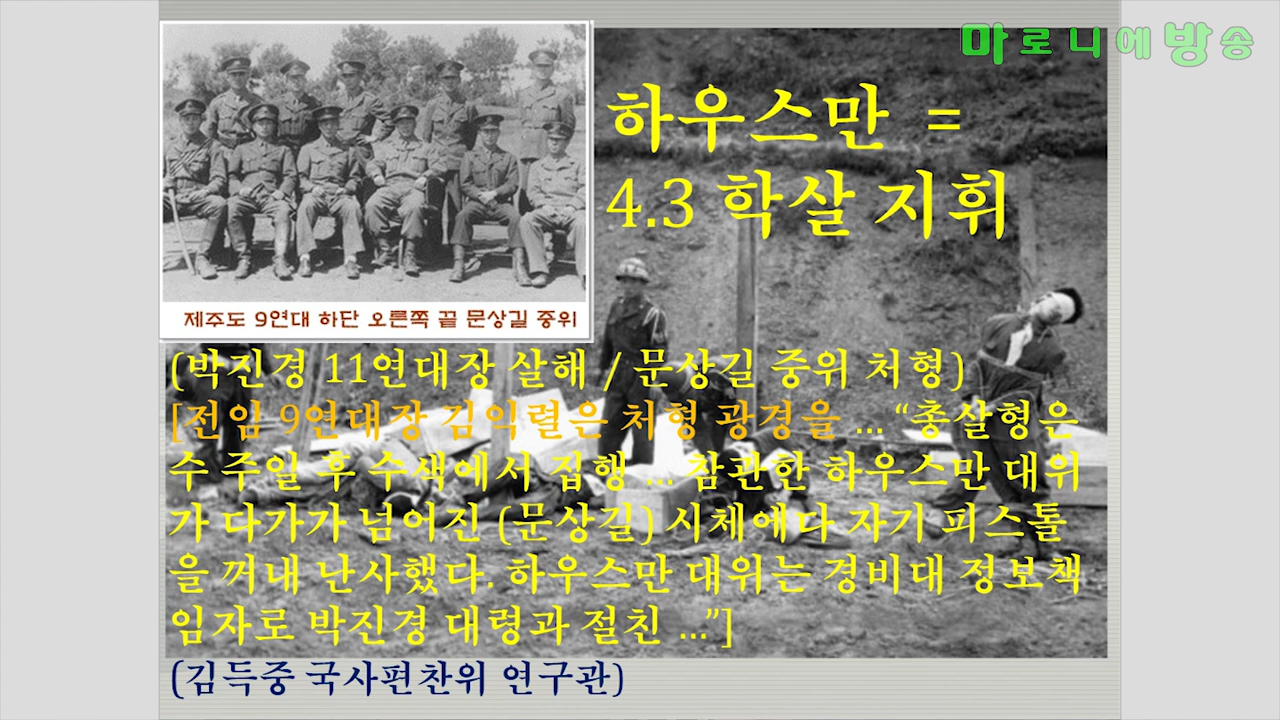 마로니에방송
하우스만 =
4.3 학살 지휘
제주도 9연대 하단 오른쪽 끝 문상길 중위
(박진경 11연대장 살해 / 문상길 중위 처형)
[전임 9연대장 김익렬은 처형 광경을 ... “총살형은
수 주일 후 수색에서 집행 ... 참관한 하우스만 대위
가 다가가 넘어진 (문상길) 시체에다 자기 피스톨
을 꺼내 난사했다. 하우스만 대위는 경비대 정보책
임자로 박진경 대령과 절친 ...”]
(김득중 국사편찬위 연구관)